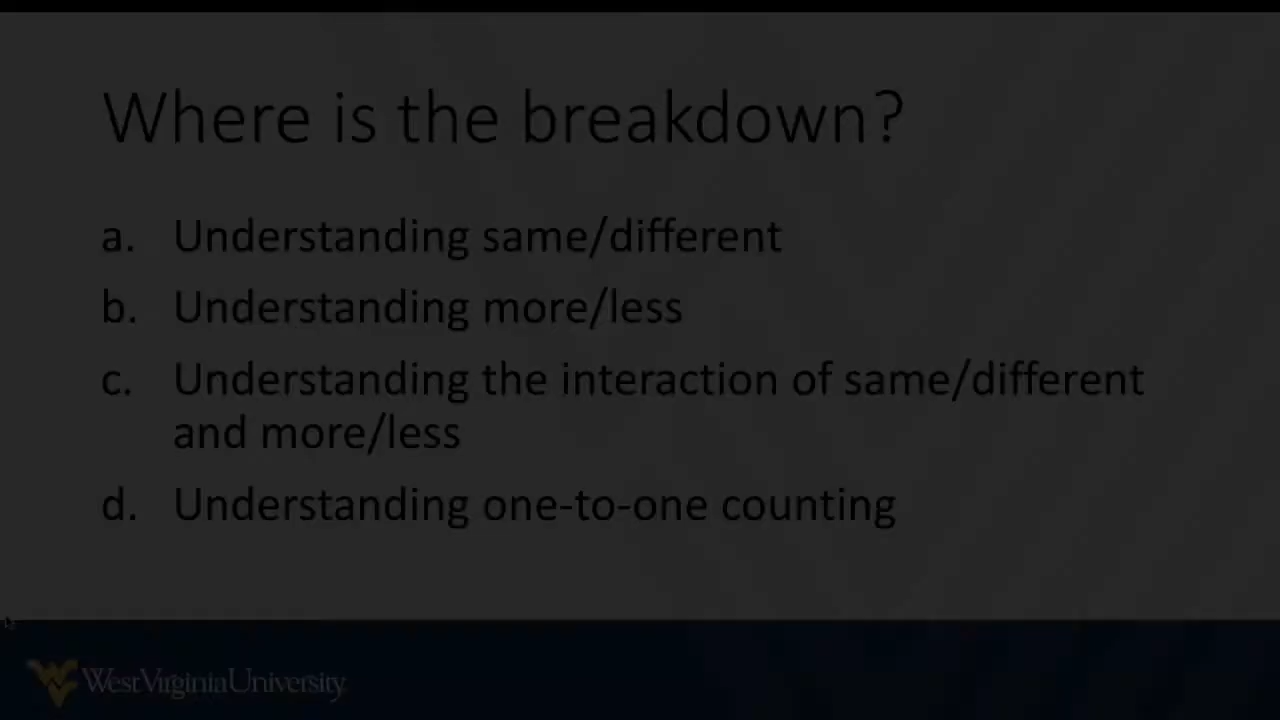 Where is the breakdown?
a. Understanding same/different
b. Understanding more/less
c. Understanding the interaction of same/different
and more/less
d. Understanding one-to-one counting
WestVirginiaUniversity